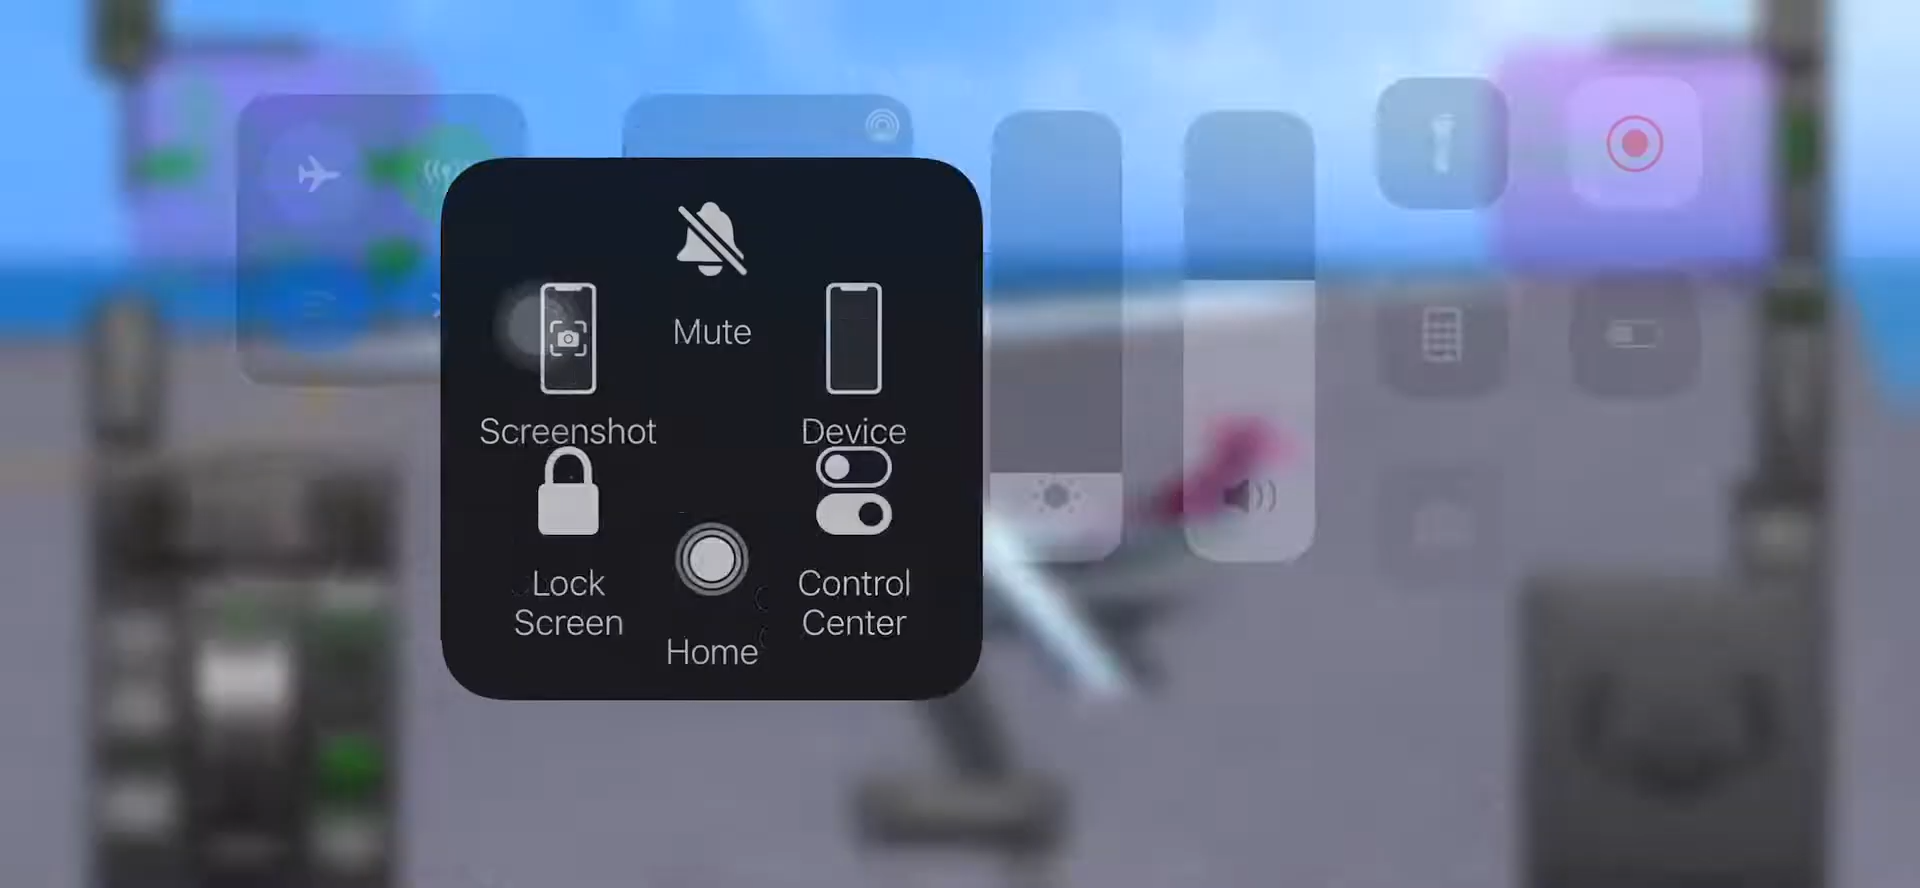 Mute
Screenshot
Device
Lock
Screen
Control
Center
Home